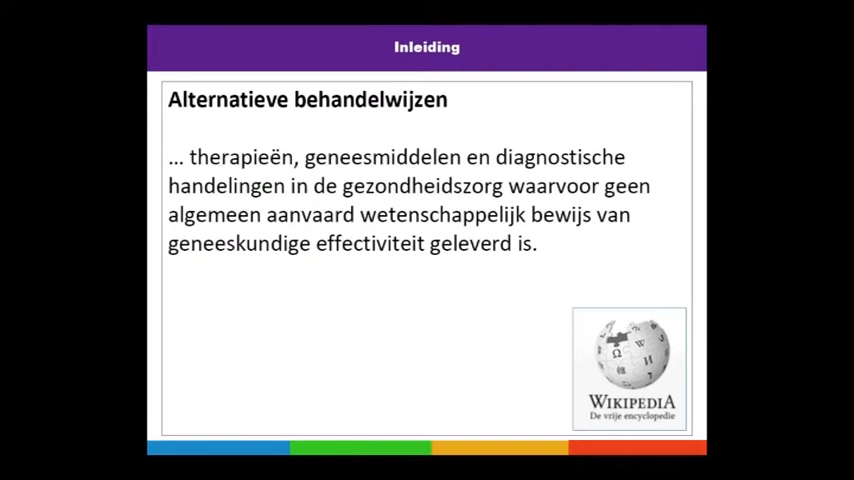 Inleiding
Alternatieve behandelwijzen
... therapieën, geneesmiddelen en diagnostische
handelingen in de gezondheidszorg waarvoor geen
algemeen aanvaard wetenschappelijk bewijs van
geneeskundige effectiviteit geleverd is.
WIKIPEDIA
De vrije encyclopedie